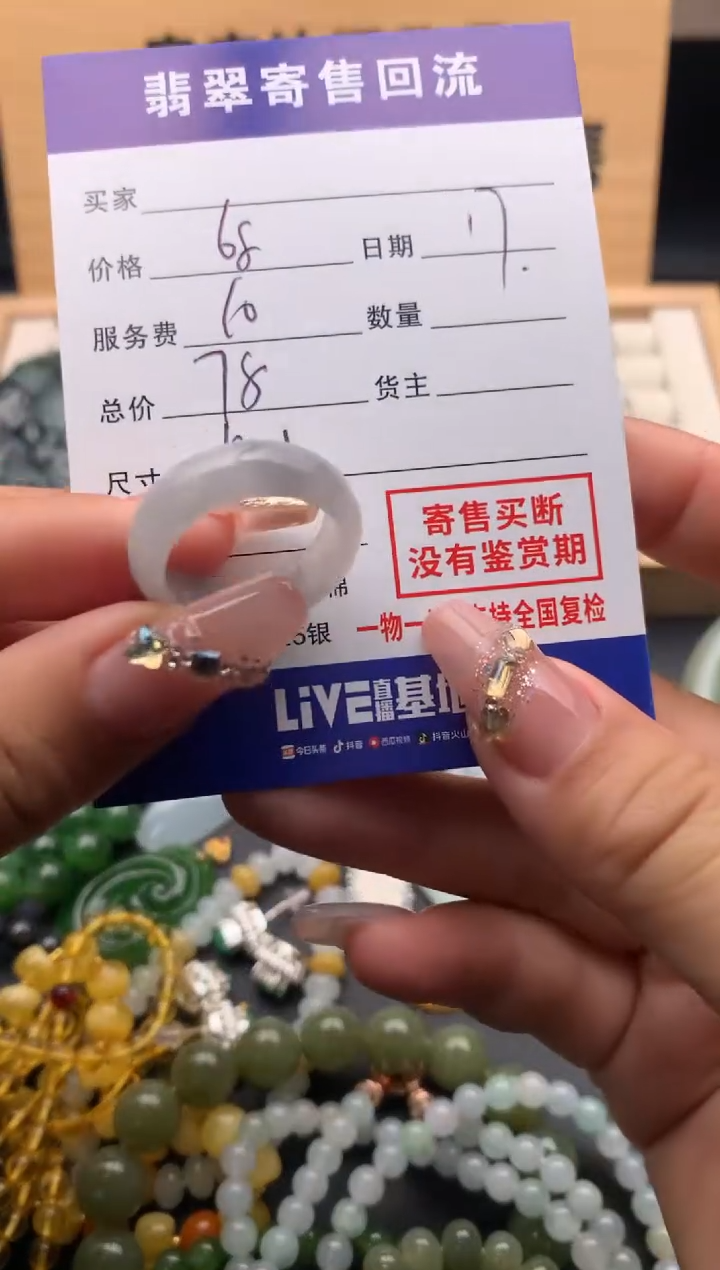 翡翠寄售回流
买家
价格 68 日期 17.
服务费 10 数量
总价 78 货主
尺寸
寄售买断
没有鉴赏期
银
一物一 持全国复检
LIVE直播基地
今日头条 抖音 西瓜视频 抖音火山